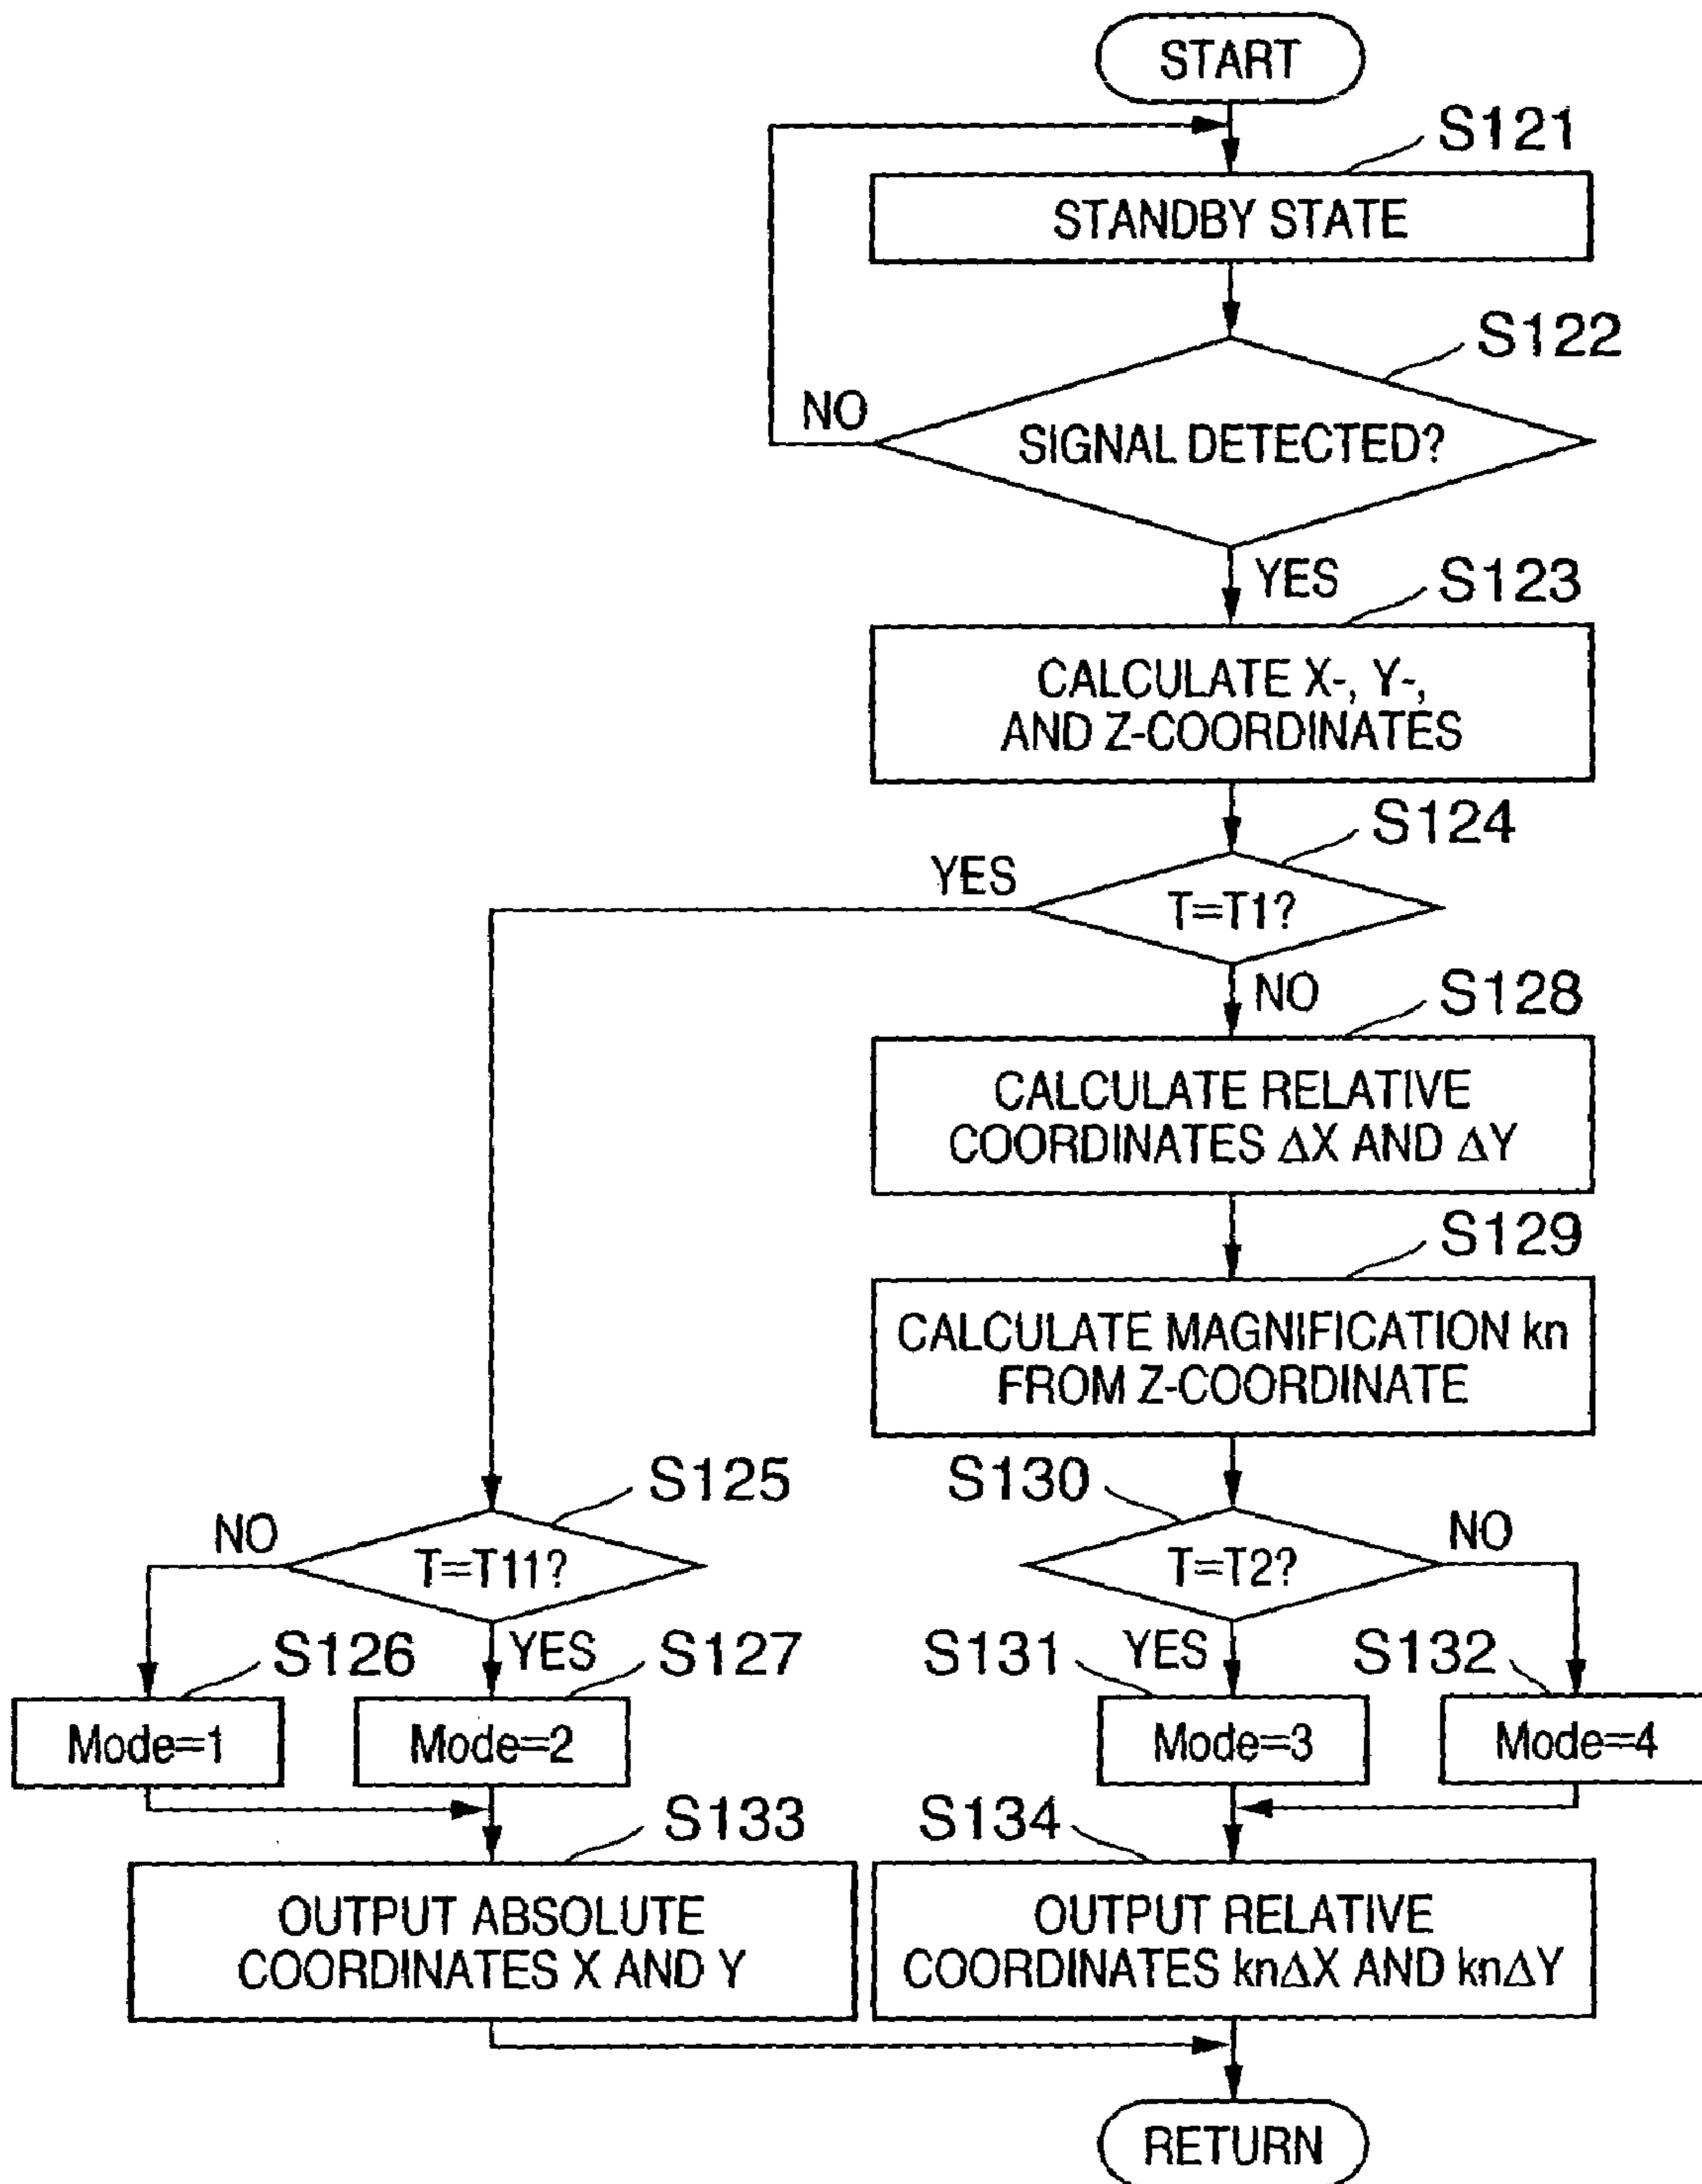 START
S121
STANDBY STATE
S122
NO
SIGNAL DETECTED?
YES
S123
CALCULATE X-, Y-,
AND Z-COORDINATES
S124
YES
T=T1?
NO
S128
CALCULATE RELATIVE
COORDINATES ΔX AND ΔY
S129
CALCULATE MAGNIFICATION kn
FROM Z-COORDINATE
S125
S130
NO
T=T11?
T=T2?
NO
S126
YES
S127
S131
YES
S132
Mode=1
Mode=2
Mode=3
Mode=4
S133
S134
OUTPUT ABSOLUTE
COORDINATES X AND Y
OUTPUT RELATIVE
COORDINATES knΔX AND knΔY
RETURN